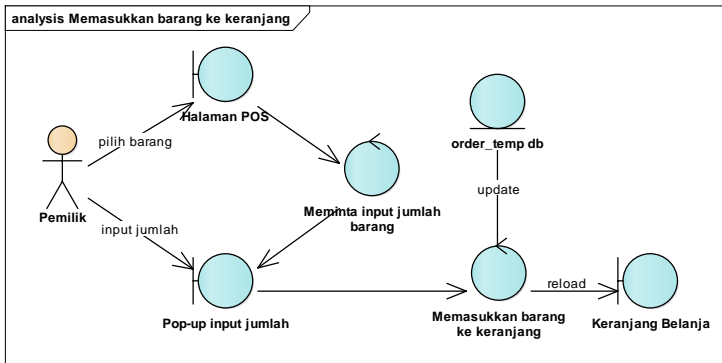 analysis Memasukkan barang ke keranjang
Halaman POS
order_temp db
pilih barang
Pemilik
Meminta input jumlah
barang
update
input jumlah
Pop-up input jumlah
Memasukkan barang
ke keranjang
reload
Keranjang Belanja